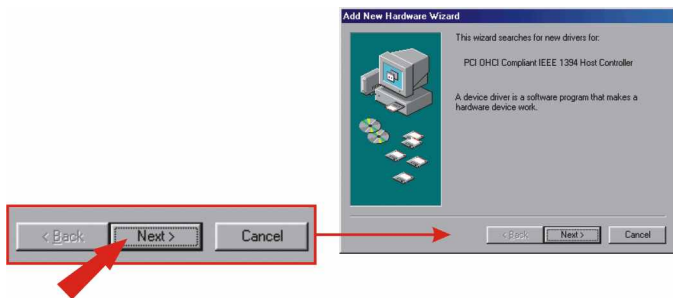 Add New Hardware Wizard
This wizard searches for new drivers for:
PCI OHCI Compliant IEEE 1394 Host Controller
A device driver is a software program that makes a
hardware device work.
< Back Next > Cancel
< Back Next > Cancel